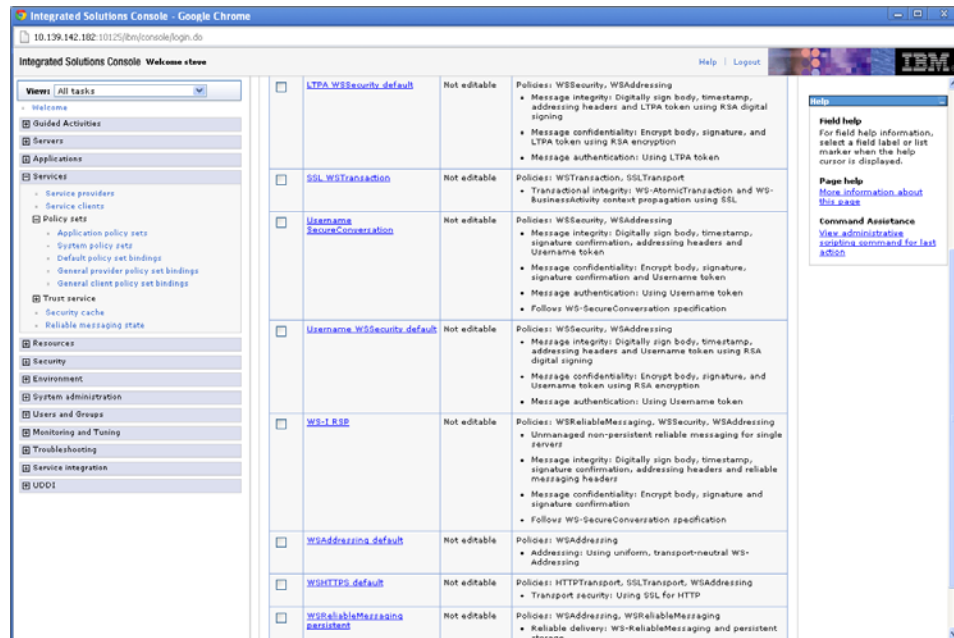 Integrated Solutions Console - Google Chrome
10.139.142.182:10125/ibm/console/login.do
Integrated Solutions Console Welcome steve
Help | Logout
IBM.
View: All tasks
Welcome
Guided Activities
Servers
Applications
Services
Service providers
Service clients
Policy sets
Application policy sets
System policy sets
Default policy set bindings
General provider policy set bindings
General client policy set bindings
Trust service
Security cache
Reliable messaging state
Resources
Security
Environment
System administration
Users and Groups
Monitoring and Tuning
Troubleshooting
Service integration
UDDI
LTPA WSSecurity default
Not editable
Policies: WSSecurity, WSAddressing
• Message integrity: Digitally sign body, timestamp,
addressing headers and LTPA token using RSA digital
signing
• Message confidentiality: Encrypt body, signature, and
LTPA token using RSA encryption
• Message authentication: Using LTPA token
SSL WSTransaction
Not editable
Policies: WSTransaction, SSLTransport
• Transactional integrity: WS-AtomicTransaction and WS-
BusinessActivity context propagation using SSL
Username
SecureConversation
Not editable
Policies: WSSecurity, WSAddressing
• Message integrity: Digitally sign body, timestamp,
signature confirmation, addressing headers and
Username token
• Message confidentiality: Encrypt body, signature,
signature confirmation and Username token
• Message authentication: Using Username token
• Follows WS-SecureConversation specification
Username WSSecurity default
Not editable
Policies: WSSecurity, WSAddressing
• Message integrity: Digitally sign body, timestamp,
addressing headers and Username token using RSA
digital signing
• Message confidentiality: Encrypt body, signature, and
Username token using RSA encryption
• Message authentication: Using Username token
WS-I RSP
Not editable
Policies: WSReliableMessaging, WSSecurity, WSAddressing
• Unmanaged non-persistent reliable messaging for single
servers
• Message integrity: Digitally sign body, timestamp,
signature confirmation, addressing headers and reliable
messaging headers
• Message confidentiality: Encrypt body, signature and
signature confirmation
• Follows WS-SecureConversation specification
WSAddressing default
Not editable
Policies: WSAddressing
• Addressing: Using uniform, transport-neutral WS-
Addressing
WSHTTPS default
Not editable
Policies: HTTPTransport, SSLTransport, WSAddressing
• Transport security: Using SSL for HTTP
WSReliableMessaging
persistent
Not editable
Policies: WSAddressing, WSReliableMessaging
• Reliable delivery: WS-ReliableMessaging and persistent
storage
Help
Field help
For field help information,
select a field label or list
marker when the help
cursor is displayed.
Page help
More information about
this page
Command Assistance
View administrative
scripting command for last
action